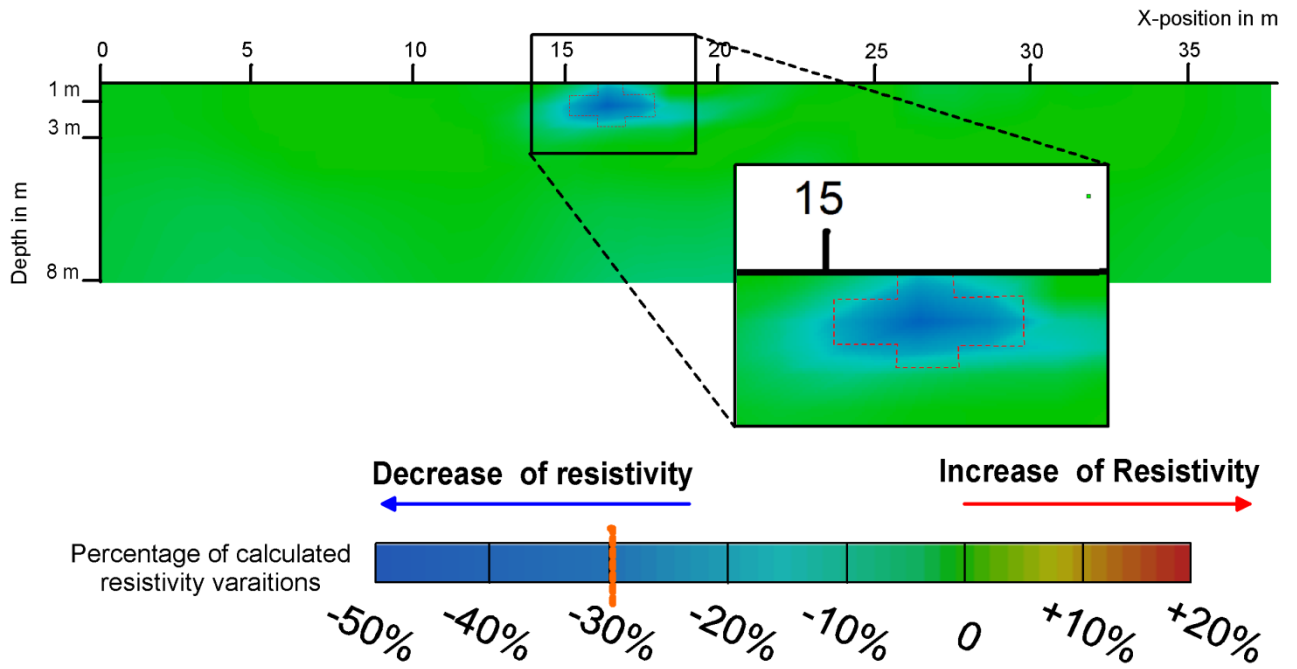 X-position in m
0 5 10 15 20 25 30 35
1 m
3 m
8 m
Depth in m
15
Decrease of resistivity
Increase of Resistivity
Percentage of calculated
resistivity varaitions
-50% -40% -30% -20% -10% 0 +10% +20%